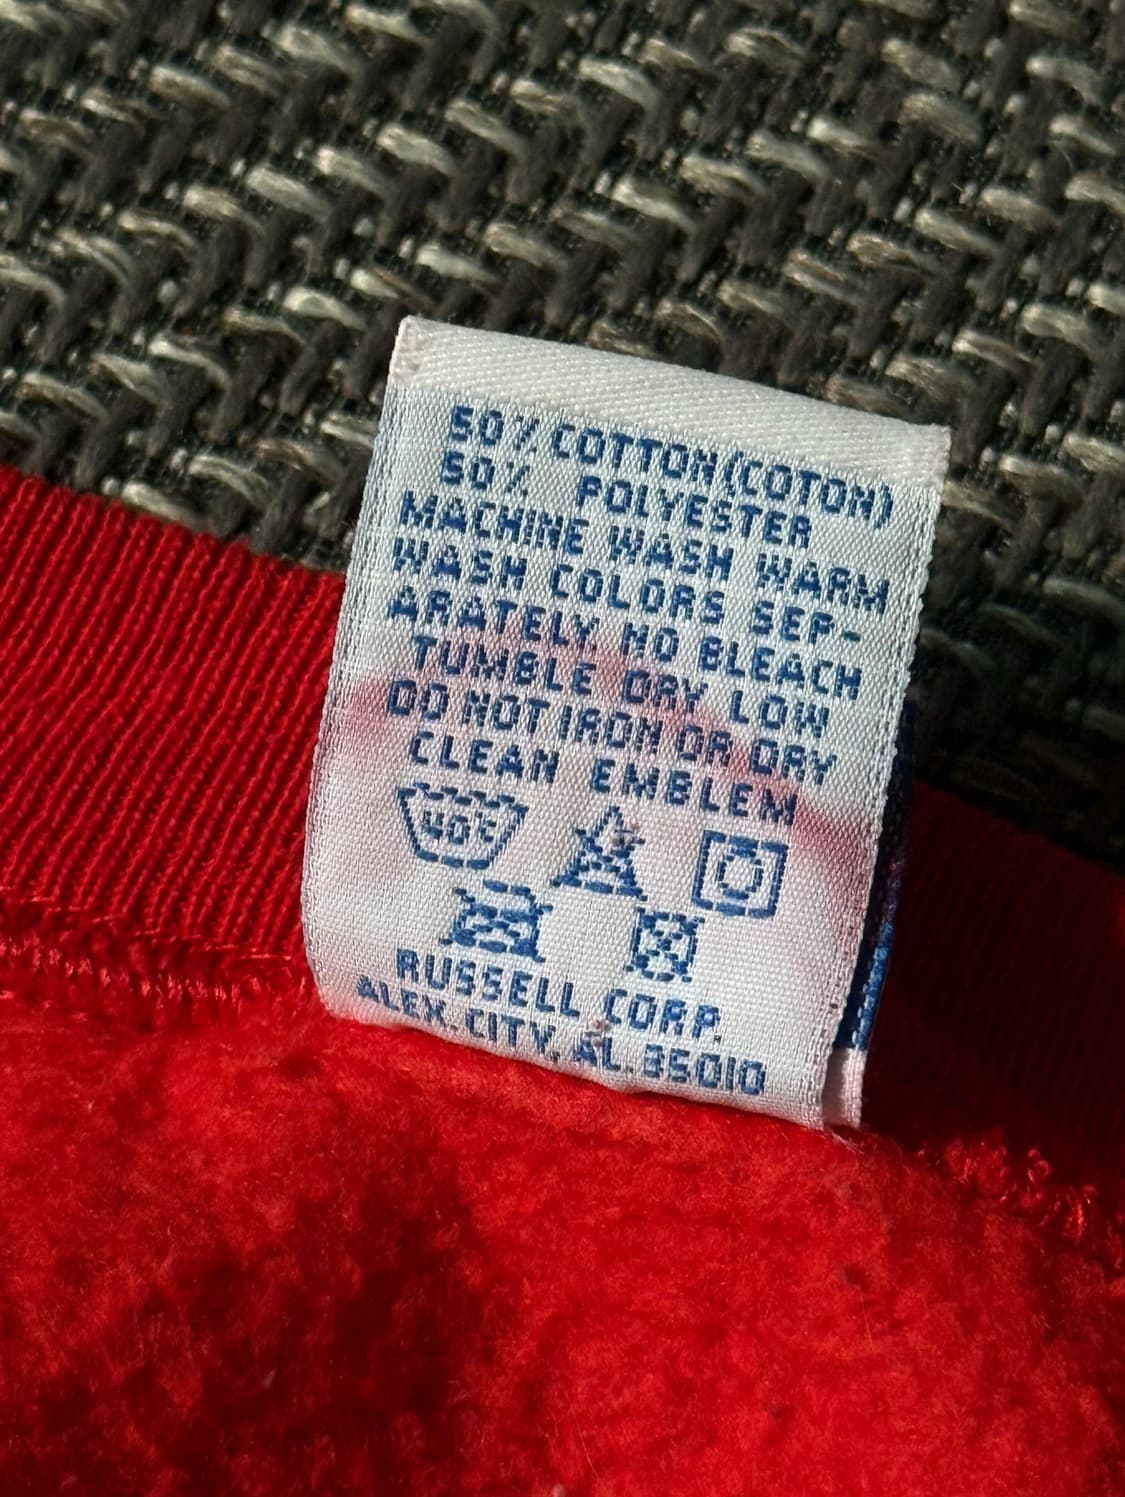 50% COTTON(COTON)
50% POLYESTER
MACHINE WASH WARM
WASH COLORS SEP-
ARATELY. NO BLEACH
TUMBLE DRY LOW
DO NOT IRON OR DRY
CLEAN EMBLEM
40°C
RUSSELL CORP.
ALEX. CITY, AL. 35010